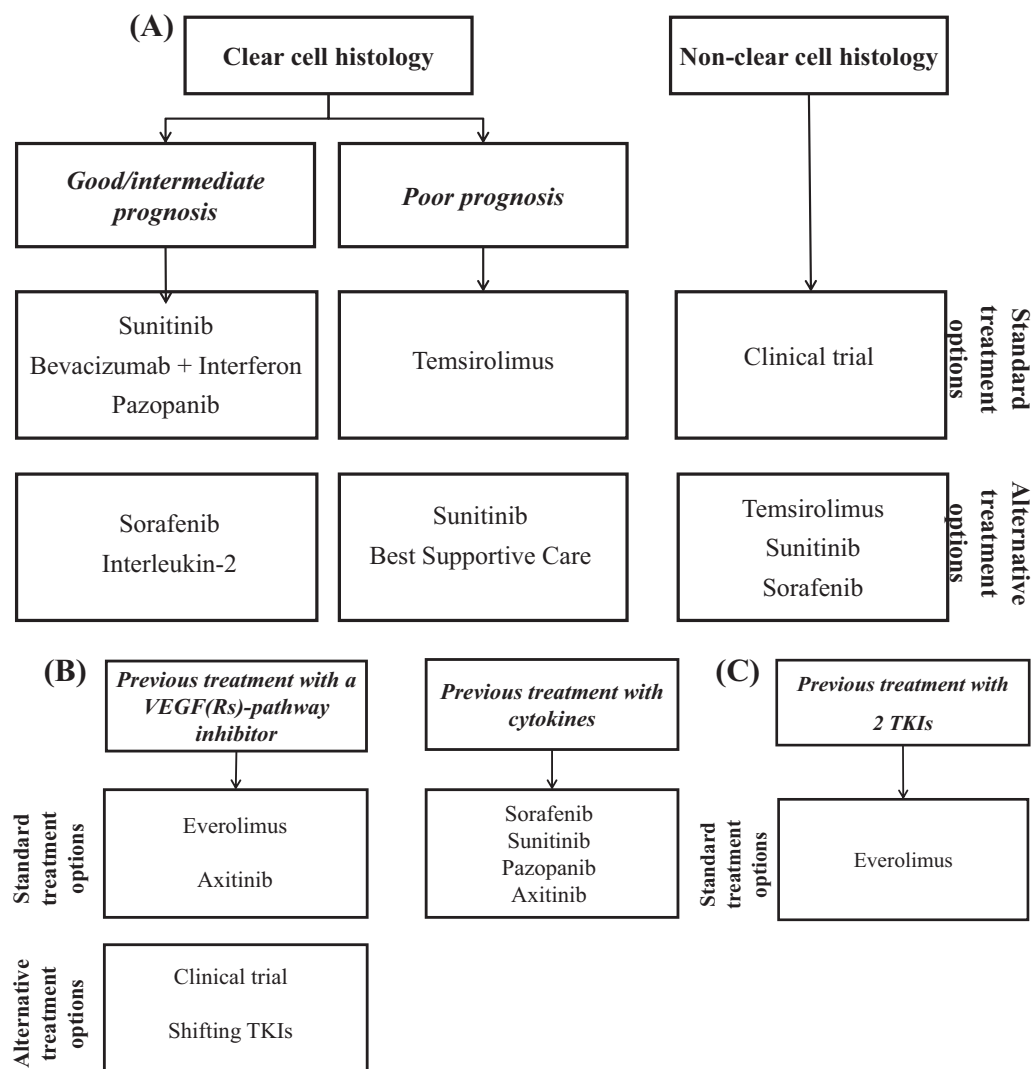 (A)
Clear cell histology
Non-clear cell histology
Good/intermediate
prognosis
Poor prognosis
Sunitinib
Bevacizumab + Interferon
Pazopanib
Temsirolimus
Clinical trial
Standard
treatment
options
Sorafenib
Interleukin-2
Sunitinib
Best Supportive Care
Temsirolimus
Sunitinib
Sorafenib
Alternative
treatment
options
(B)
Previous treatment with a
VEGF(Rs)-pathway
inhibitor
Previous treatment with
cytokines
(C)
Previous treatment with
2 TKIs
Standard
treatment
options
Everolimus
Axitinib
Sorafenib
Sunitinib
Pazopanib
Axitinib
Standard
treatment
options
Everolimus
Alternative
treatment
options
Clinical trial
Shifting TKIs